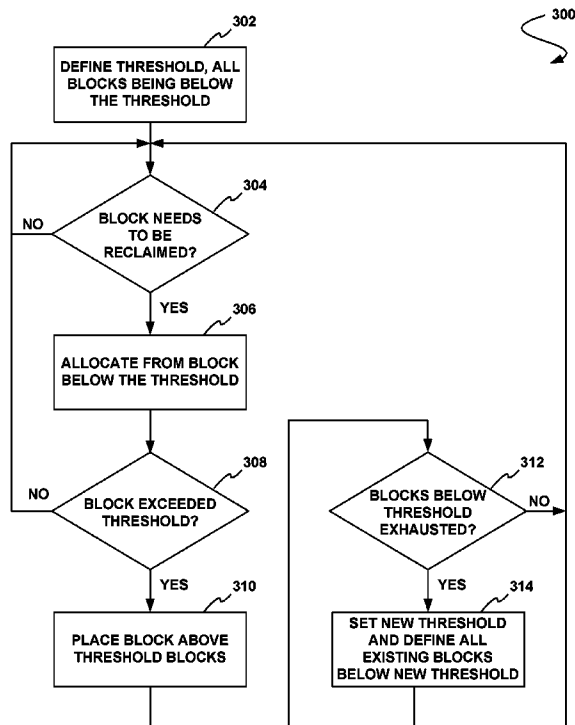 300
302
DEFINE THRESHOLD, ALL
BLOCKS BEING BELOW
THE THRESHOLD
304
NO
BLOCK NEEDS
TO BE
RECLAIMED?
YES
306
ALLOCATE FROM BLOCK
BELOW THE THRESHOLD
308
NO
BLOCK EXCEEDED
THRESHOLD?
YES
310
PLACE BLOCK ABOVE
THRESHOLD BLOCKS
312
BLOCKS BELOW
THRESHOLD
EXHAUSTED?
NO
YES
314
SET NEW THRESHOLD
AND DEFINE ALL
EXISTING BLOCKS
BELOW NEW THRESHOLD